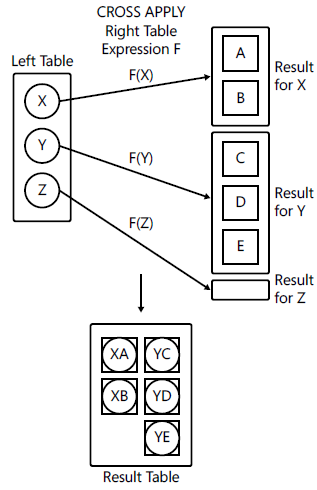 CROSS APPLY
Right Table
Expression F
Left Table
X
Y
Z
F(X)
F(Y)
F(Z)
A
B
Result
for X
C
D
E
Result
for Y
Result
for Z
XA YC
XB YD
YE
Result Table